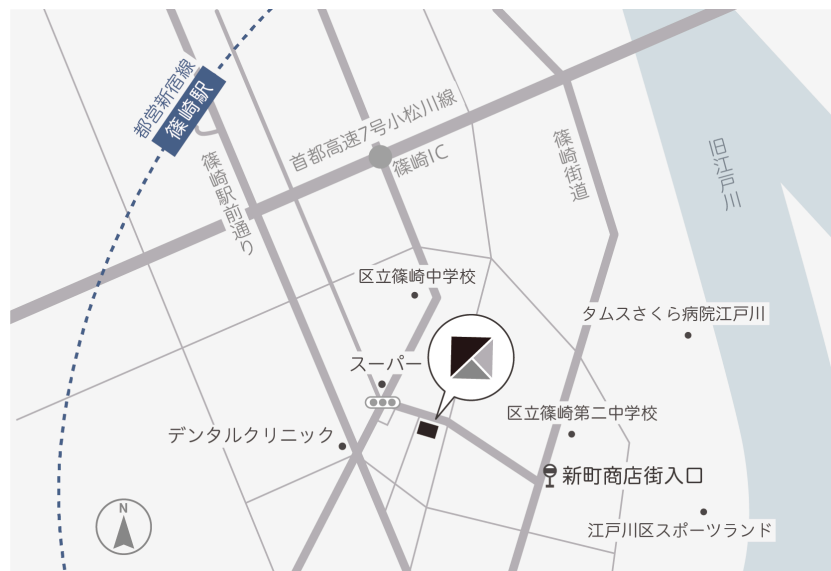 都営新宿線
篠崎駅
首都高速7号小松川線
篠崎IC
篠崎街道
旧江戸川
篠崎駅前通り
区立篠崎中学校
タムスさくら病院江戸川
スーパー
区立篠崎第二中学校
デンタルクリニック
新町商店街入口
N
江戸川区スポーツランド